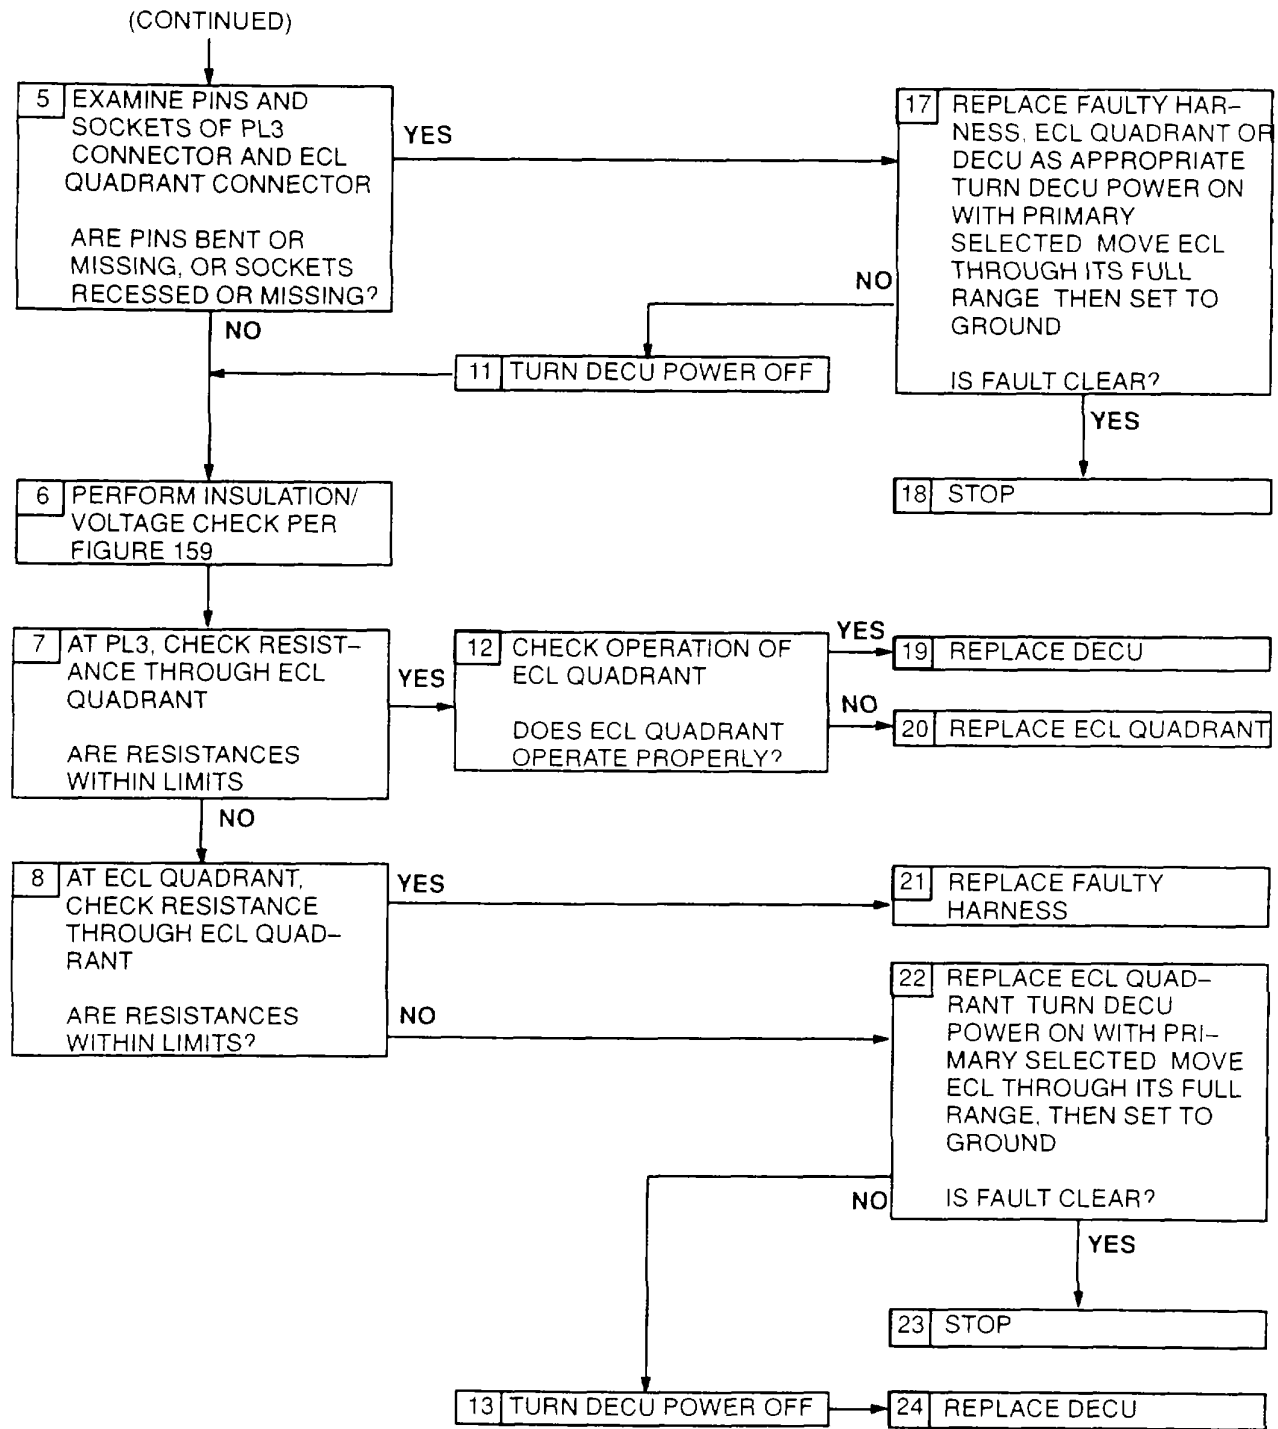 (CONTINUED)
5 EXAMINE PINS AND
SOCKETS OF PL3
CONNECTOR AND ECL
QUADRANT CONNECTOR
ARE PINS BENT OR
MISSING, OR SOCKETS
RECESSED OR MISSING?
YES
NO
17 REPLACE FAULTY HAR-
NESS, ECL QUADRANT OR
DECU AS APPROPRIATE
TURN DECU POWER ON
WITH PRIMARY
SELECTED MOVE ECL
THROUGH ITS FULL
RANGE THEN SET TO
GROUND
IS FAULT CLEAR?
NO
YES
11 TURN DECU POWER OFF
18 STOP
6 PERFORM INSULATION/
VOLTAGE CHECK PER
FIGURE 159
7 AT PL3, CHECK RESIST-
ANCE THROUGH ECL
QUADRANT
ARE RESISTANCES
WITHIN LIMITS
YES
NO
12 CHECK OPERATION OF
ECL QUADRANT
DOES ECL QUADRANT
OPERATE PROPERLY?
YES
NO
19 REPLACE DECU
20 REPLACE ECL QUADRANT
8 AT ECL QUADRANT,
CHECK RESISTANCE
THROUGH ECL QUAD-
RANT
ARE RESISTANCES
WITHIN LIMITS?
YES
NO
21 REPLACE FAULTY
HARNESS
22 REPLACE ECL QUAD-
RANT TURN DECU
POWER ON WITH PRI-
MARY SELECTED MOVE
ECL THROUGH ITS FULL
RANGE, THEN SET TO
GROUND
IS FAULT CLEAR?
NO
YES
23 STOP
13 TURN DECU POWER OFF
24 REPLACE DECU